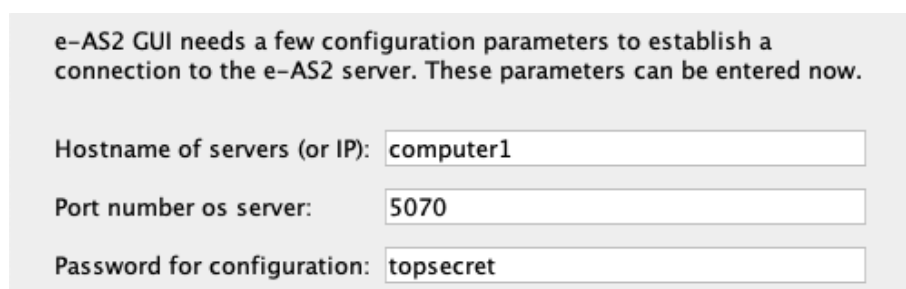 e-AS2 GUI needs a few configuration parameters to establish a
connection to the e-AS2 server. These parameters can be entered now.
Hostname of servers (or IP): computer1
Port number os server: 5070
Password for configuration: topsecret